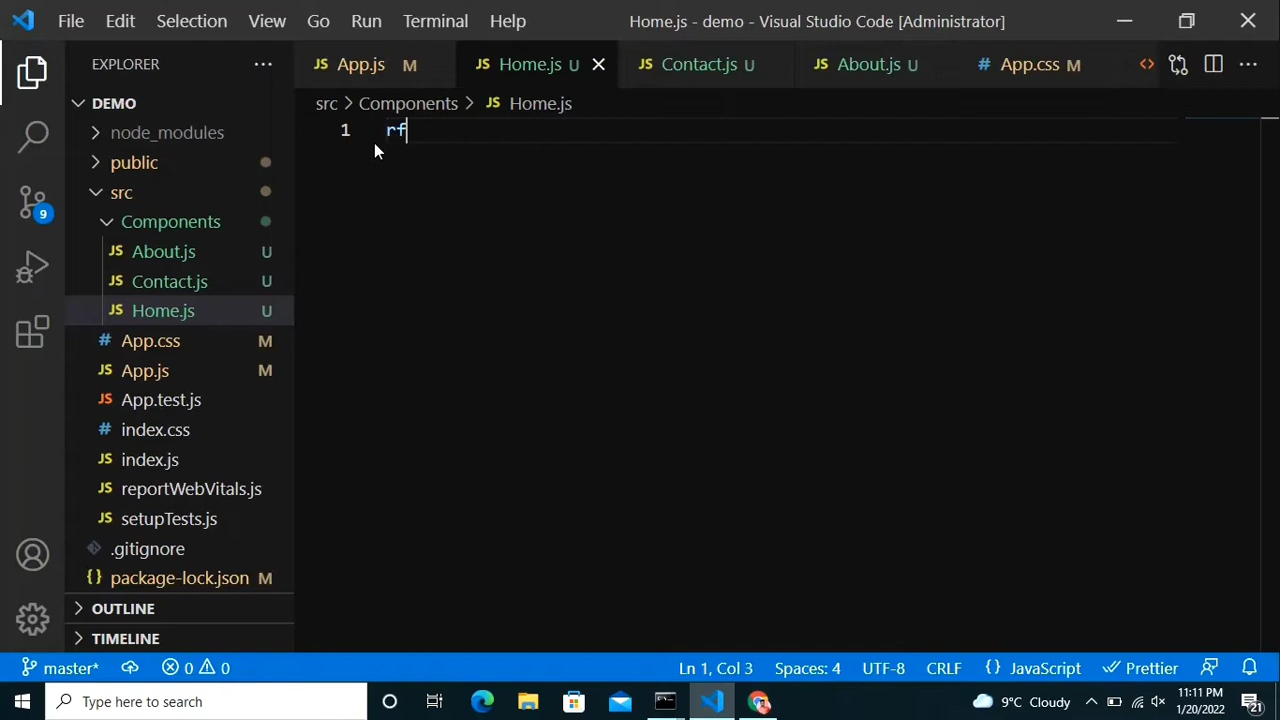 File Edit Selection View Go Run Terminal Help Home.js - demo - Visual Studio Code [Administrator]
EXPLORER
JS App.js M JS Home.js U JS Contact.js U JS About.js U # App.css M
DEMO
src > Components > JS Home.js
node_modules
1 rf
public
src
Components
JS About.js U
JS Contact.js U
JS Home.js U
# App.css M
JS App.js M
JS App.test.js
# index.css
JS index.js
JS reportWebVitals.js
JS setupTests.js
.gitignore
{} package-lock.json M
OUTLINE
TIMELINE
9
master* 0 0 Ln 1, Col 3 Spaces: 4 UTF-8 CRLF {} JavaScript Prettier
Type here to search 9°C Cloudy 11:11 PM
1/20/2022 21